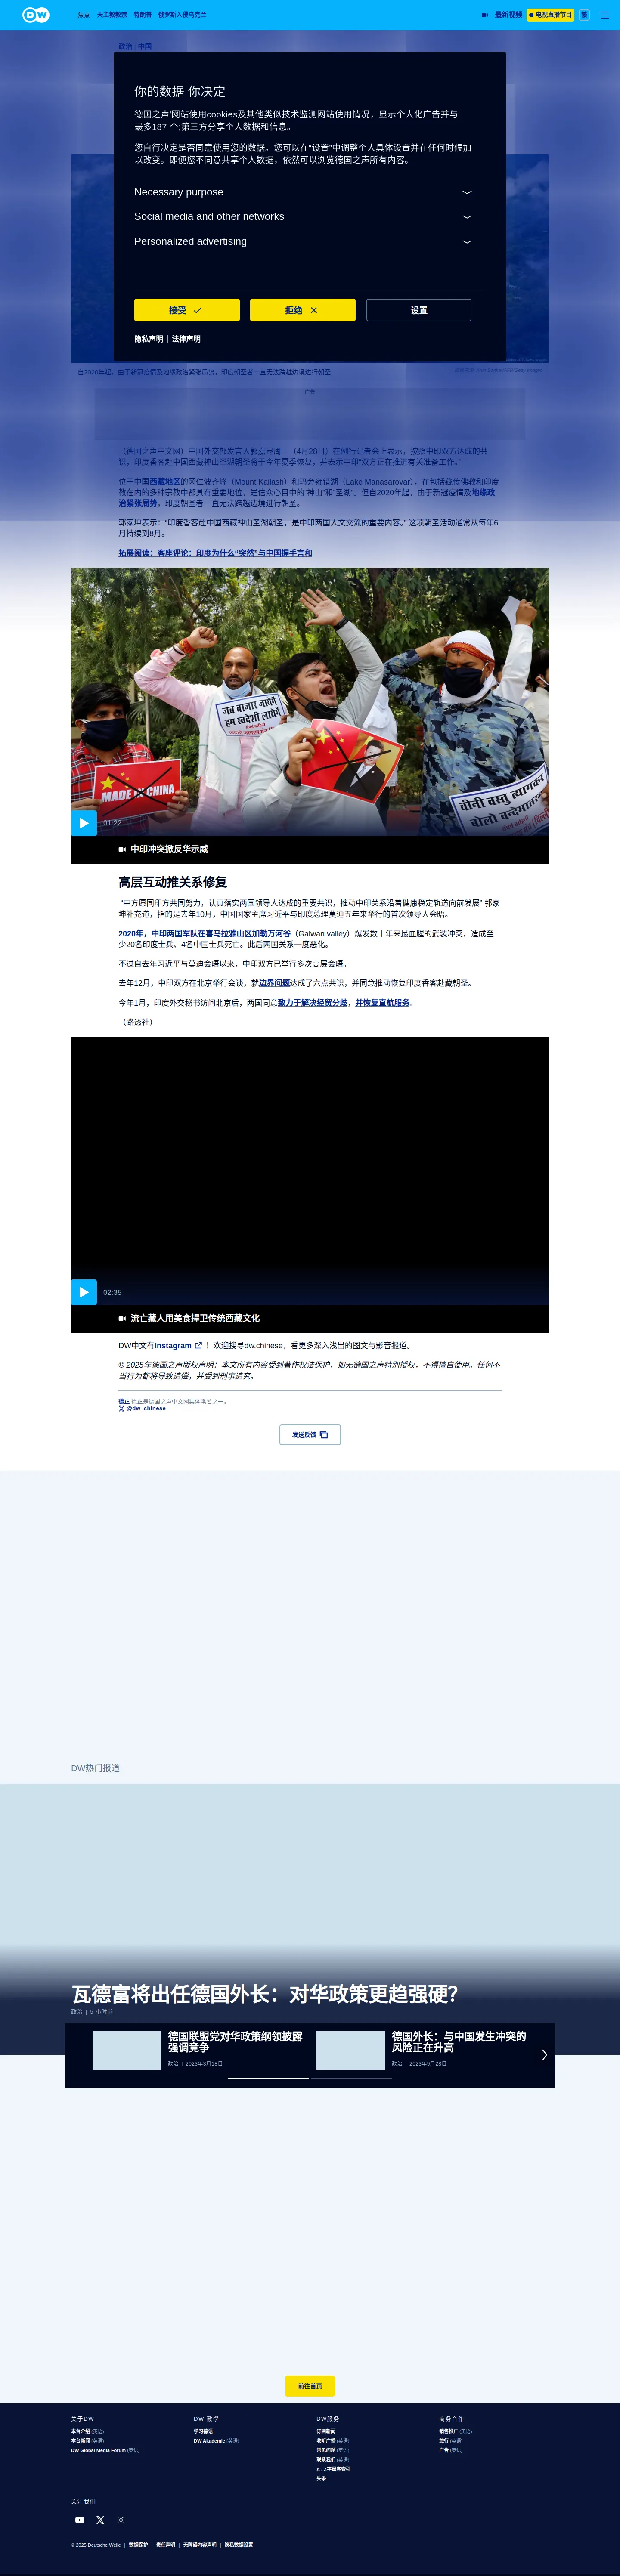 DW
焦点 天主教教宗 特朗普 俄罗斯入侵乌克兰
最新视频 电视直播节目 繁
政治 | 中国
你的数据 你决定
德国之声'网站使用cookies及其他类似技术监测网站使用情况，显示个人化广告并与
最多187 个;第三方分享个人数据和信息。
您自行决定是否同意使用您的数据。您可以在“设置”中调整个人具体设置并在任何时候加
以改变。即便您不同意共享个人数据，依然可以浏览德国之声所有内容。
Necessary purpose
Social media and other networks
Personalized advertising
接受
拒绝
设置
隐私声明 | 法律声明
自2020年起，由于新冠疫情及地缘政治紧张局势，印度朝圣者一直无法跨越边境进行朝圣
广告
（德国之声中文网）中国外交部发言人郭嘉昆周一（4月28日）在例行记者会上表示，按照中印双方达成的共
识，印度香客赴中国西藏神山圣湖朝圣将于今年夏季恢复，并表示中印"双方正在推进有关准备工作。"
位于中国西藏地区的冈仁波齐峰（Mount Kailash）和玛旁雍错湖（Lake Manasarovar），在包括藏传佛教和印度
教在内的多种宗教中都具有重要地位，是信众心目中的“神山”和“圣湖”。但自2020年起，由于新冠疫情及地缘政
治紧张局势，印度朝圣者一直无法跨越边境进行朝圣。
郭家坤表示：“印度香客赴中国西藏神山圣湖朝圣，是中印两国人文交流的重要内容。” 这项朝圣活动通常从每年6
月持续到8月。
拓展阅读：客座评论：印度为什么“突然”与中国握手言和
जब बाजार जायेंगे
हम स्वदेशी लायेंगे
MADE IN CHINA
चीनी वस्तु त्यागकर
बोलो वन्देमातरम
01:22
中印冲突掀反华示威
高层互动推关系修复
“中方愿同印方共同努力，认真落实两国领导人达成的重要共识，推动中印关系沿着健康稳定轨道向前发展” 郭家
坤补充道，指的是去年10月，中国国家主席习近平与印度总理莫迪五年来举行的首次领导人会晤。
2020年，中印两国军队在喜马拉雅山区加勒万河谷（Galwan valley）爆发数十年来最血腥的武装冲突，造成至
少20名印度士兵、4名中国士兵死亡。此后两国关系一度恶化。
不过自去年习近平与莫迪会晤以来，中印双方已举行多次高层会晤。
去年12月，中印双方在北京举行会谈，就边界问题达成了六点共识，并同意推动恢复印度香客赴藏朝圣。
今年1月，印度外交秘书访问北京后，两国同意致力于解决经贸分歧，并恢复直航服务。
（路透社）
02:35
流亡藏人用美食捍卫传统西藏文化
DW中文有Instagram ！欢迎搜寻dw.chinese，看更多深入浅出的图文与影音报道。
© 2025年德国之声版权声明：本文所有内容受到著作权法保护，如无德国之声特别授权，不得擅自使用。任何不
当行为都将导致追偿，并受到刑事追究。
德正 德正是德国之声中文网集体笔名之一。
@dw_chinese
发送反馈
DW热门报道
瓦德富将出任德国外长：对华政策更趋强硬？
政治 | 5 小时前
德国联盟党对华政策纲领披露
强调竞争
政治 | 2023年3月18日
德国外长：与中国发生冲突的
风险正在升高
政治 | 2023年9月28日
前往首页
关于DW
本台介绍 (英语)
本台新闻 (英语)
DW Global Media Forum (英语)
DW 教学
学习德语
DW Akademie (英语)
DW服务
订阅新闻
收听广播 (英语)
常见问题 (英语)
联系我们 (英语)
A - Z字母序索引
头条
商务合作
销售推广 (英语)
旅行 (英语)
广告 (英语)
关注我们
© 2025 Deutsche Welle | 数据保护 | 责任声明 | 无障碍内容声明 | 隐私数据设置